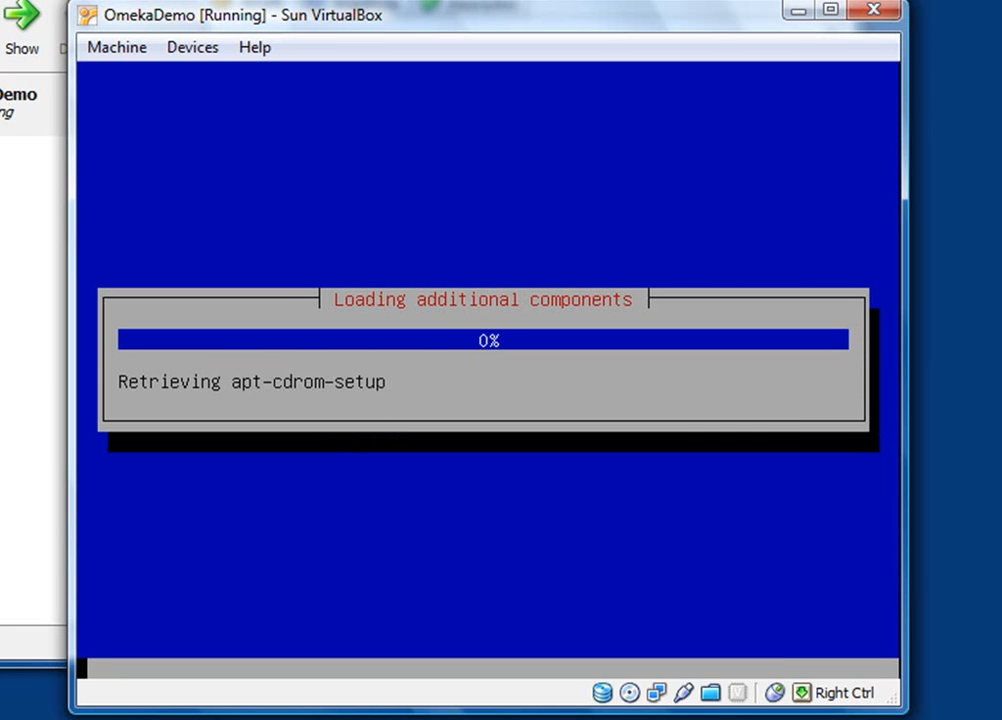 OmekaDemo [Running] - Sun VirtualBox
Show
Machine Devices Help
Demo
ng
Loading additional components
0%
Retrieving apt-cdrom-setup
Right Ctrl